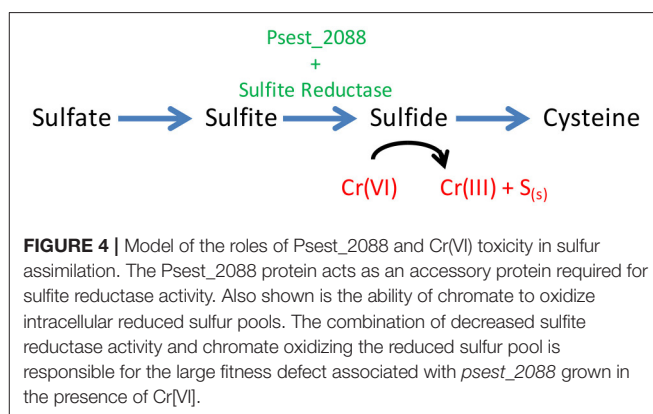 Psest_2088
+
Sulfite Reductase
Sulfate Sulfite Sulfide Cysteine
Cr(VI) Cr(III) + S(s)
FIGURE 4 | Model of the roles of Psest_2088 and Cr(VI) toxicity in sulfur
assimilation. The Psest_2088 protein acts as an accessory protein required for
sulfite reductase activity. Also shown is the ability of chromate to oxidize
intracellular reduced sulfur pools. The combination of decreased sulfite
reductase activity and chromate oxidizing the reduced sulfur pool is
responsible for the large fitness defect associated with psest_2088 grown in
the presence of Cr[VI].